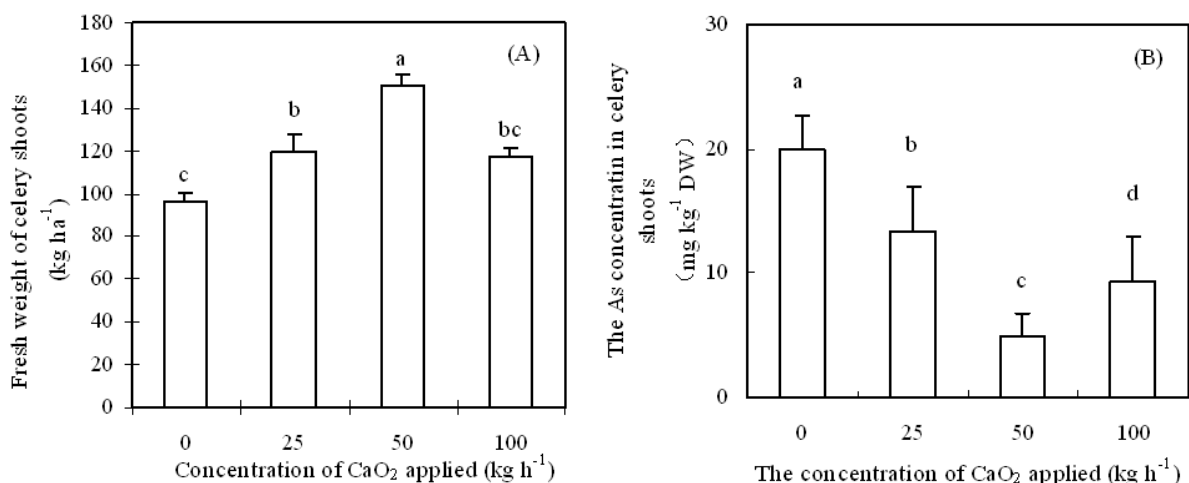 Fresh weight of celery shoots
(kg ha⁻¹)
180
160
140
120
100
80
60
40
20
0
(A)
c
b
a
bc
0 25 50 100
Concentration of CaO₂ applied (kg h⁻¹)
The As concentratin in celery
shoots
(mg kg⁻¹ DW)
30
20
10
0
(B)
a
b
c
d
0 25 50 100
The concentration of CaO₂ applied (kg h⁻¹)